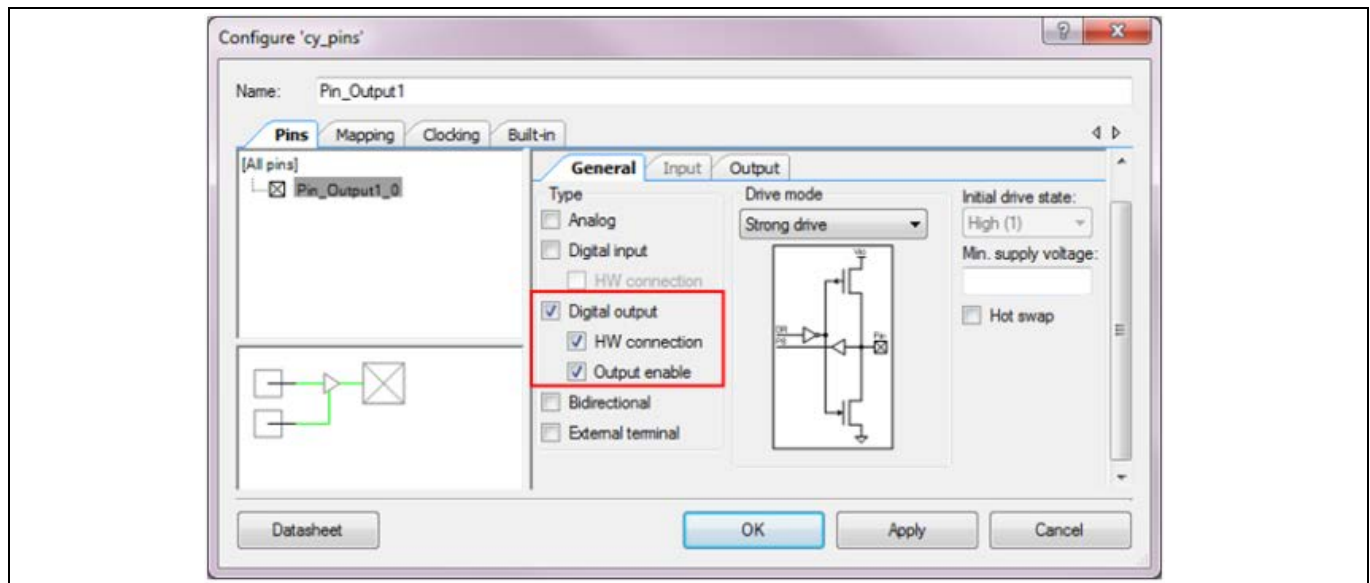 Configure 'cy_pins'
Name: Pin_Output1
Pins Mapping Clocking Built-in
[All pins]
Pin_Output1_0
General Input Output
Type
Analog
Digital input
HW connection
Digital output
HW connection
Output enable
Bidirectional
External terminal
Drive mode
Strong drive
Initial drive state:
High (1)
Min. supply voltage:
Hot swap
Datasheet OK Apply Cancel